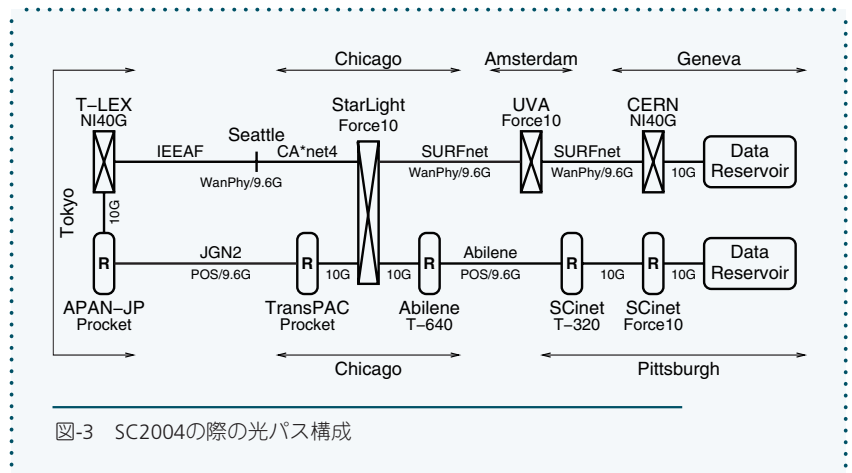 Chicago
Amsterdam
Geneva
T–LEX
NI40G
Seattle
StarLight
Force10
UVA
Force10
CERN
NI40G
IEEAF
CA*net4
WanPhy/9.6G
SURFnet
WanPhy/9.6G
SURFnet
WanPhy/9.6G
10G
Data
Reservoir
Tokyo
10G
R
JGN2
POS/9.6G
R
10G
10G
R
Abilene
POS/9.6G
R
10G
R
10G
Data
Reservoir
APAN–JP
Procket
TransPAC
Procket
Abilene
T–640
SCinet
T–320
SCinet
Force10
Chicago
Pittsburgh
図-3 SC2004の際の光パス構成